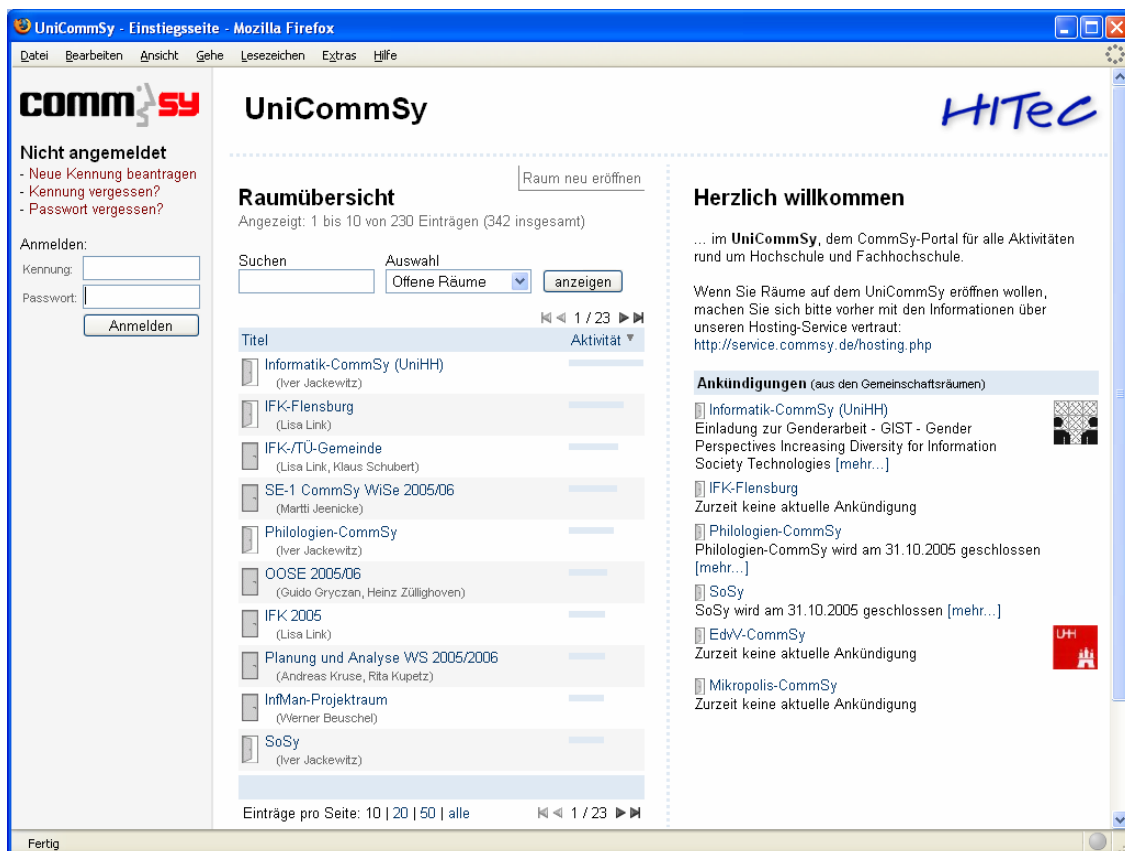 UniCommSy - Einstiegsseite - Mozilla Firefox
Datei Bearbeiten Ansicht Gehe Lesezeichen Extras Hilfe
commsy
Nicht angemeldet
- Neue Kennung beantragen
- Kennung vergessen?
- Passwort vergessen?
Anmelden:
Kennung:
Passwort:
Anmelden
UniCommSy
HITeC
Raum neu eröffnen
Raumübersicht
Angezeigt: 1 bis 10 von 230 Einträgen (342 insgesamt)
Suchen Auswahl
Offene Räume anzeigen
1 / 23
Titel Aktivität
Informatik-CommSy (UniHH)
(Iver Jackewitz)
IFK-Flensburg
(Lisa Link)
IFK-/TÜ-Gemeinde
(Lisa Link, Klaus Schubert)
SE-1 CommSy WiSe 2005/06
(Martti Jeenicke)
Philologien-CommSy
(Iver Jackewitz)
OOSE 2005/06
(Guido Gryczan, Heinz Züllighoven)
IFK 2005
(Lisa Link)
Planung und Analyse WS 2005/2006
(Andreas Kruse, Rita Kupetz)
InfMan-Projektraum
(Werner Beuschel)
SoSy
(Iver Jackewitz)
Einträge pro Seite: 10 | 20 | 50 | alle 1 / 23
Herzlich willkommen
... im UniCommSy, dem CommSy-Portal für alle Aktivitäten
rund um Hochschule und Fachhochschule.
Wenn Sie Räume auf dem UniCommSy eröffnen wollen,
machen Sie sich bitte vorher mit den Informationen über
unseren Hosting-Service vertraut:
http://service.commsy.de/hosting.php
Ankündigungen (aus den Gemeinschaftsräumen)
Informatik-CommSy (UniHH)
Einladung zur Genderarbeit - GIST - Gender
Perspectives Increasing Diversity for Information
Society Technologies [mehr...]
IFK-Flensburg
Zurzeit keine aktuelle Ankündigung
Philologien-CommSy
Philologien-CommSy wird am 31.10.2005 geschlossen
[mehr...]
SoSy
SoSy wird am 31.10.2005 geschlossen [mehr...]
EdvV-CommSy
Zurzeit keine aktuelle Ankündigung
UHH
Mikropolis-CommSy
Zurzeit keine aktuelle Ankündigung
Fertig